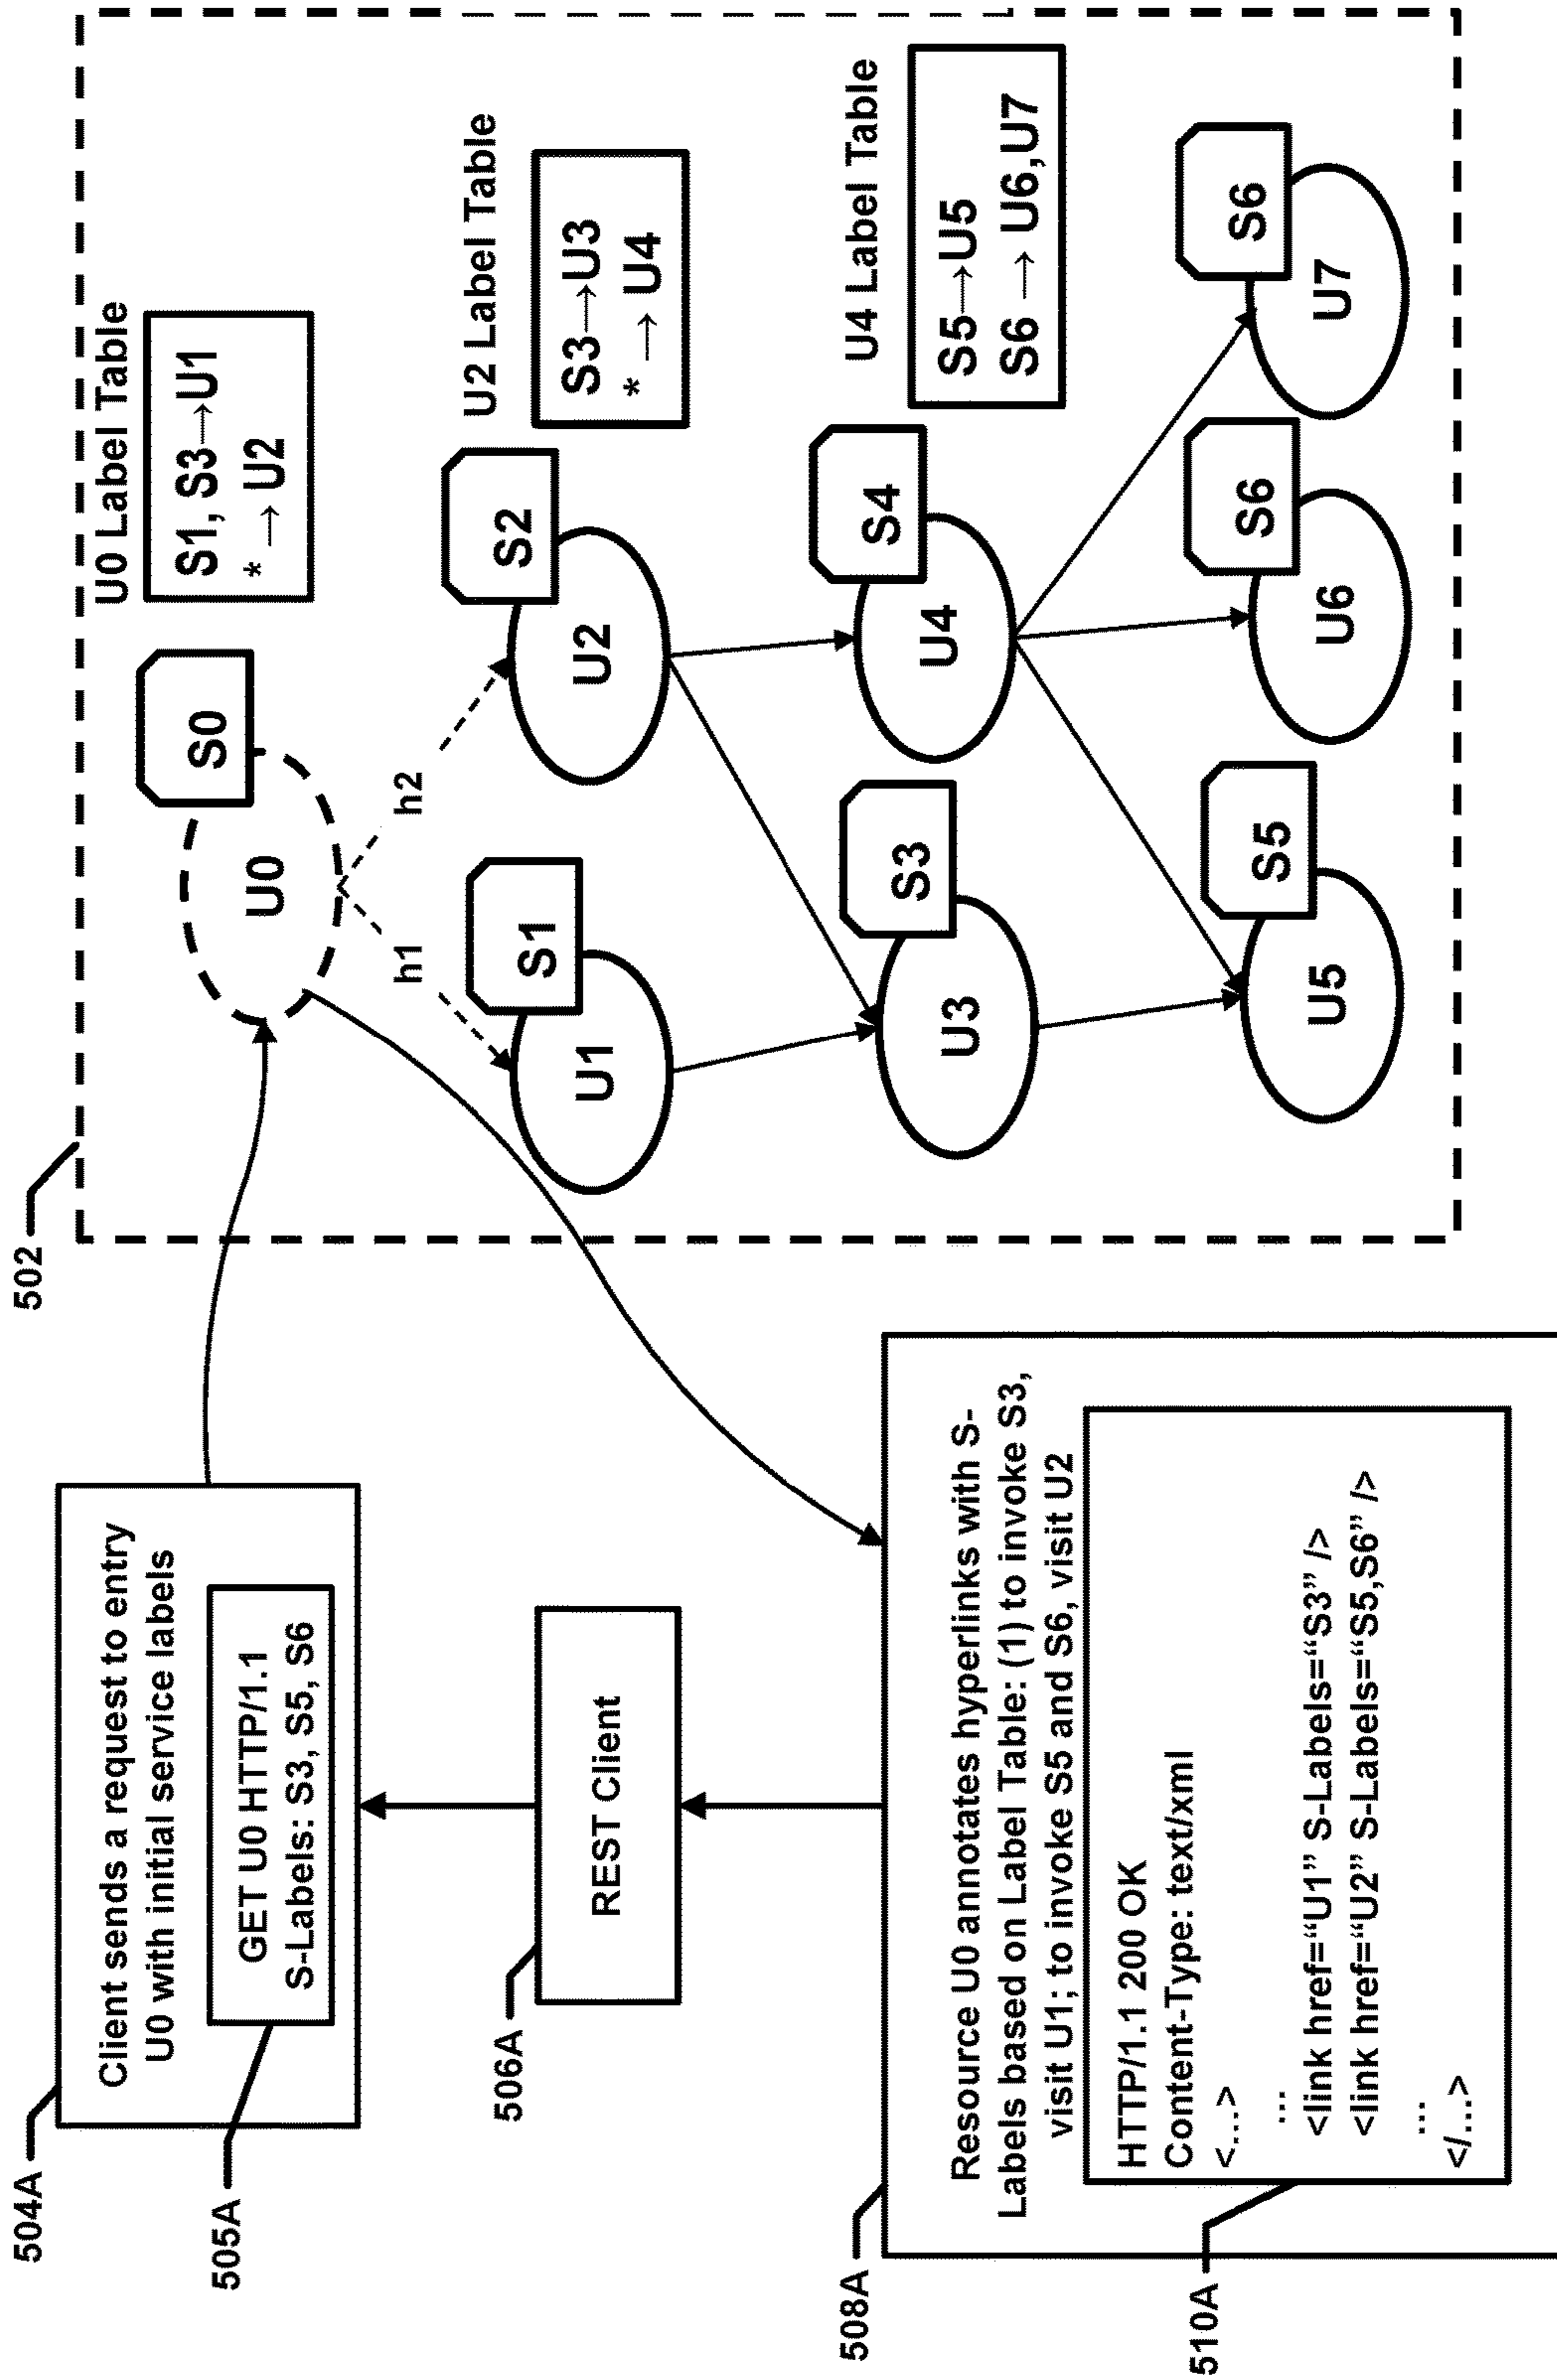 504A
Client sends a request to entry
U0 with initial service labels
505A
GET U0 HTTP/1.1
S-Labels: S3, S5, S6
506A
REST Client
508A
Resource U0 annotates hyperlinks with S-
Labels based on Label Table: (1) to invoke S3,
visit U1; to invoke S5 and S6, visit U2
510A
HTTP/1.1 200 OK
Content-Type: text/xml
<...>
...
<link href=“U1” S-Labels=“S3” />
<link href=“U2” S-Labels=“S5,S6” />
...
</...>
502
U0
S0
U0 Label Table
S1, S3→U1
* → U2
h1
h2
U1
S1
U2
S2
U2 Label Table
S3→U3
* → U4
U3
S3
U4
S4
U4 Label Table
S5→U5
S6 → U6,U7
U5
S5
U6
S6
U7
S6